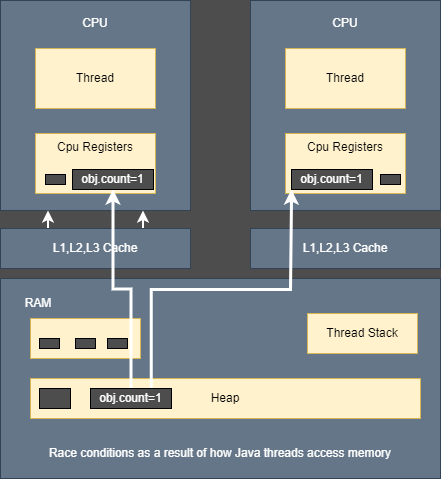 CPU
CPU
Thread
Thread
Cpu Registers
Cpu Registers
obj.count=1
obj.count=1
L1,L2,L3 Cache
L1,L2,L3 Cache
RAM
Thread Stack
obj.count=1
Heap
Race conditions as a result of how Java threads access memory